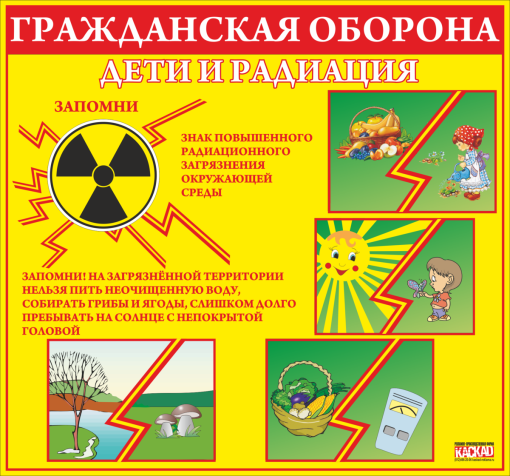 ГРАЖДАНСКАЯ ОБОРОНА
ДЕТИ И РАДИАЦИЯ
ЗАПОМНИ
ЗНАК ПОВЫШЕННОГО
РАДИАЦИОННОГО
ЗАГРЯЗНЕНИЯ
ОКРУЖАЮЩЕЙ
СРЕДЫ
ЗАПОМНИ! НА ЗАГРЯЗНЁННОЙ ТЕРРИТОРИИ
НЕЛЬЗЯ ПИТЬ НЕОЧИЩЕННУЮ ВОДУ,
СОБИРАТЬ ГРИБЫ И ЯГОДЫ, СЛИШКОМ ДОЛГО
ПРЕБЫВАТЬ НА СОЛНЦЕ С НЕПОКРЫТОЙ
ГОЛОВОЙ
КАСКАД